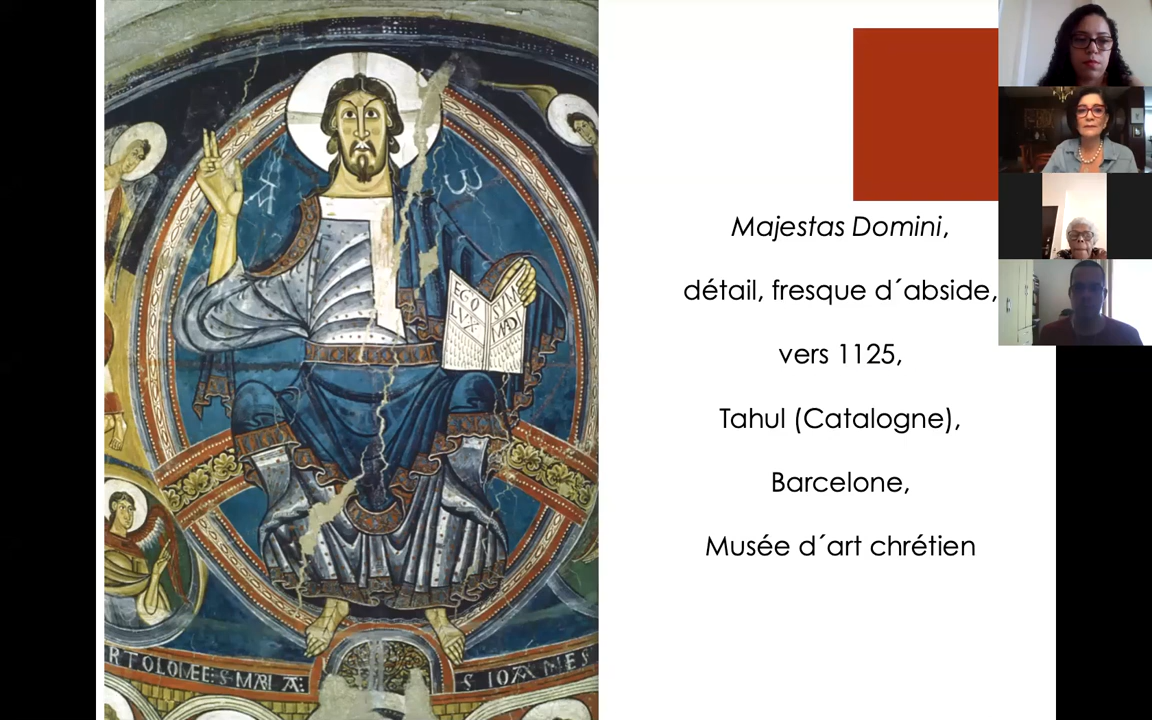 A
ω
EGO
SVM
LVX
MVD
RTOLOMEE: S MARIA:
S IOANNES
Majestas Domini,
détail, fresque d´abside,
vers 1125,
Tahul (Catalogne),
Barcelone,
Musée d´art chrétien